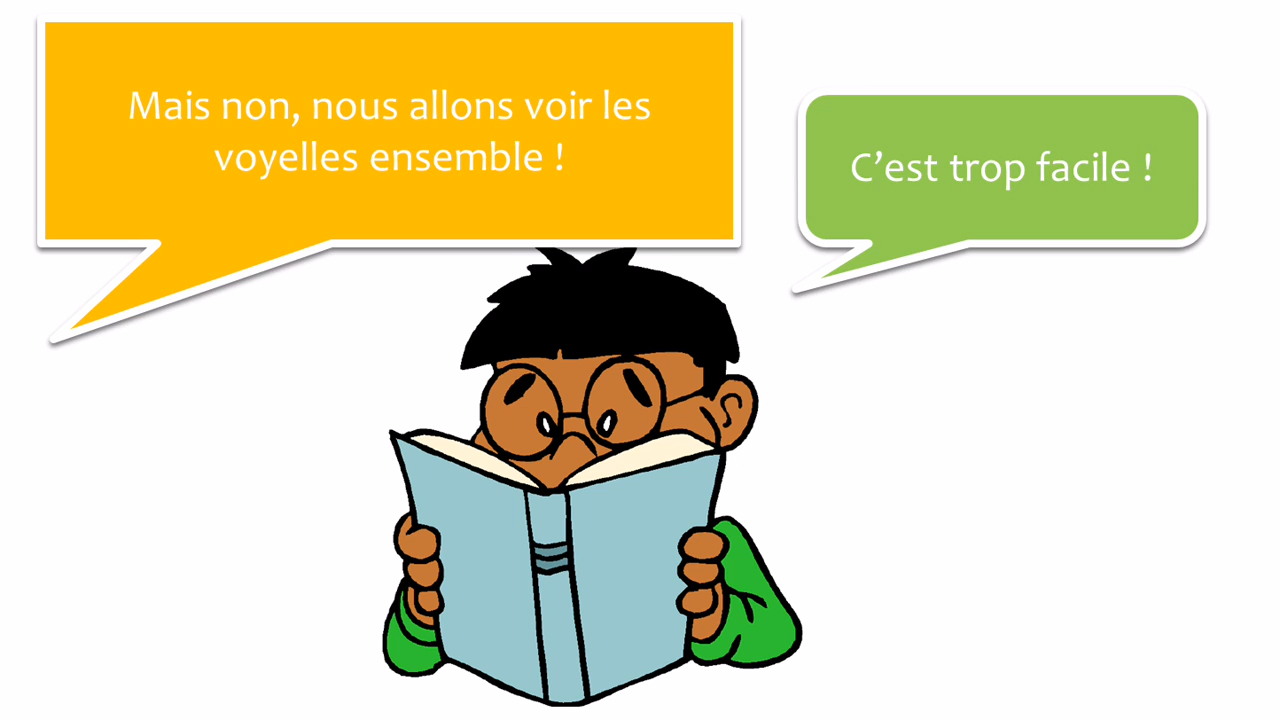 Mais non, nous allons voir les
voyelles ensemble !
C’est trop facile !